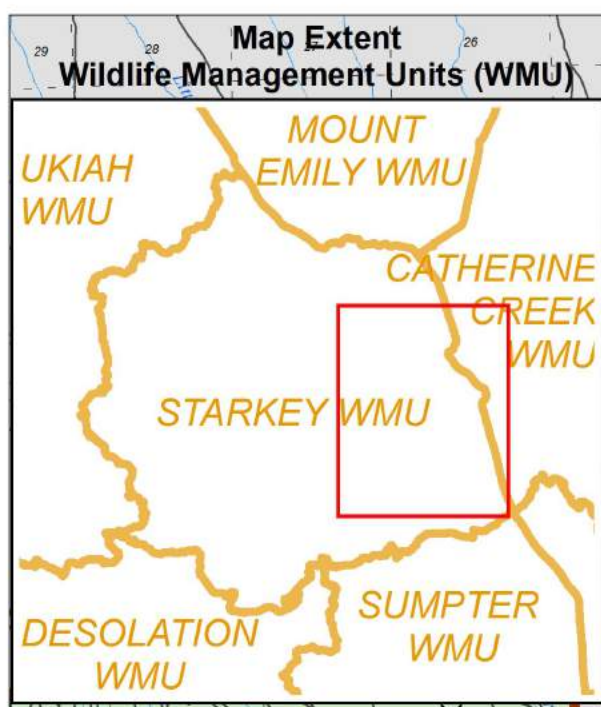 29
28
27
26
Map Extent
Wildlife Management Units (WMU)
MOUNT
EMILY WMU
UKIAH
WMU
CATHERINE
CREEK
WMU
STARKEY WMU
SUMPTER
WMU
DESOLATION
WMU